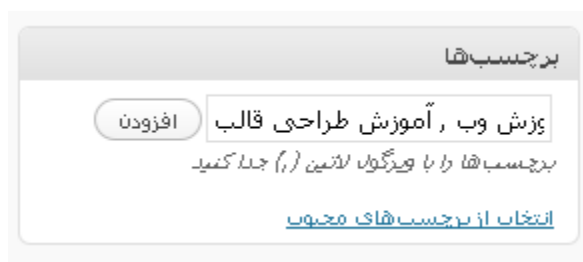 برچسب‌ها
وزش وب , آموزش طراحی قالب
افزودن
برچسب‌ها را با ویرگول لاتین (,) جدا کنید
انتخاب از برچسب‌های محبوب